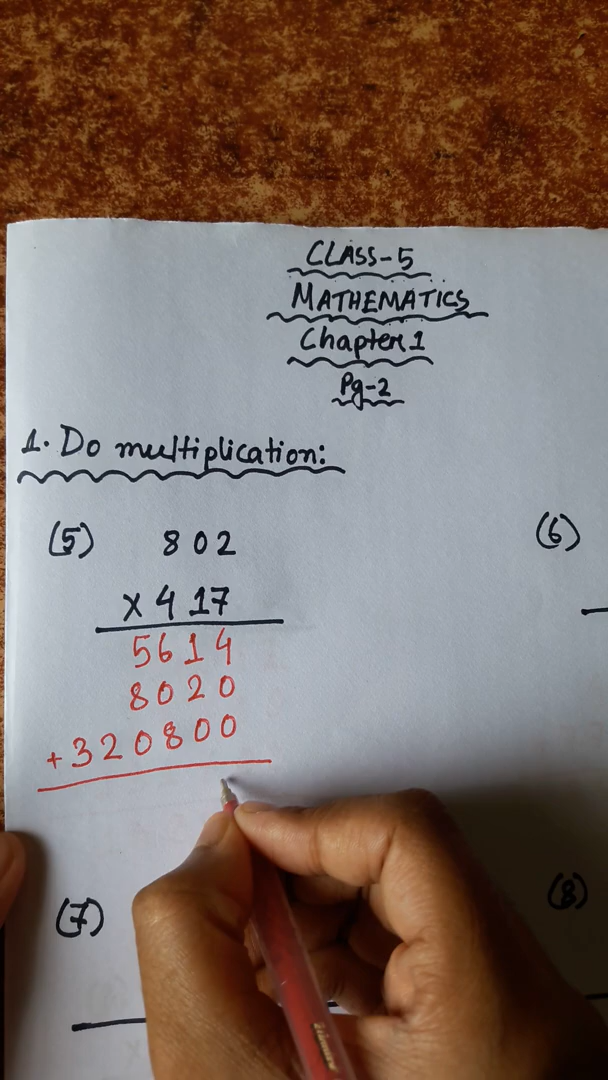 CLASS-5
MATHEMATICS
Chapter 1
Pg-2
1. Do multiplication:
(5) 802
x 417
5614
8020
+320800
(6)
(7)
(8)